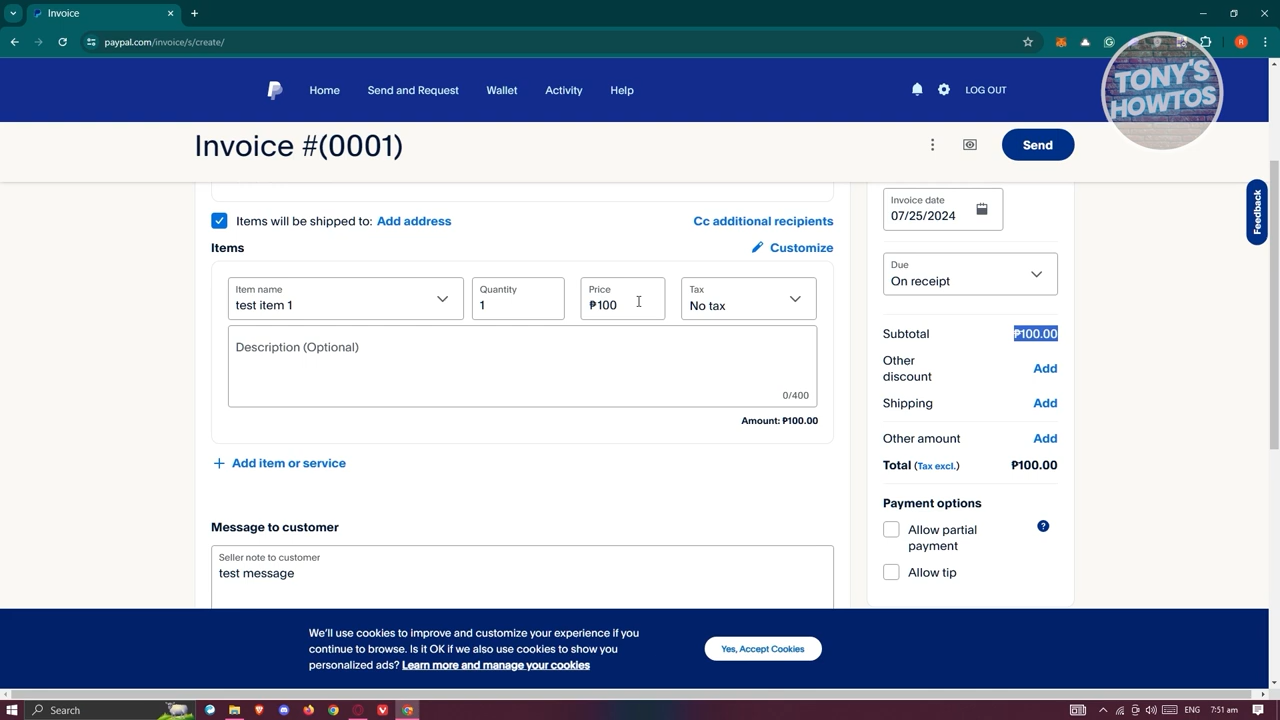 Invoice
paypal.com/invoice/s/create/
Home
Send and Request
Wallet
Activity
Help
LOG OUT
TONY'S
HOWTOS
Invoice #(0001)
Send
Items will be shipped to: Add address
Cc additional recipients
Items
Customize
Item name
test item 1
Quantity
1
Price
₱100
Tax
No tax
Description (Optional)
0/400
Amount: ₱100.00
Add item or service
Message to customer
Seller note to customer
test message
Invoice date
07/25/2024
Due
On receipt
Subtotal
₱100.00
Other
discount
Add
Shipping
Add
Other amount
Add
Total (Tax excl.)
₱100.00
Payment options
Allow partial
payment
?
Allow tip
Feedback
We'll use cookies to improve and customize your experience if you
continue to browse. Is it OK if we also use cookies to show you
personalized ads? Learn more and manage your cookies
Yes, Accept Cookies
Search
ENG
7:51 am